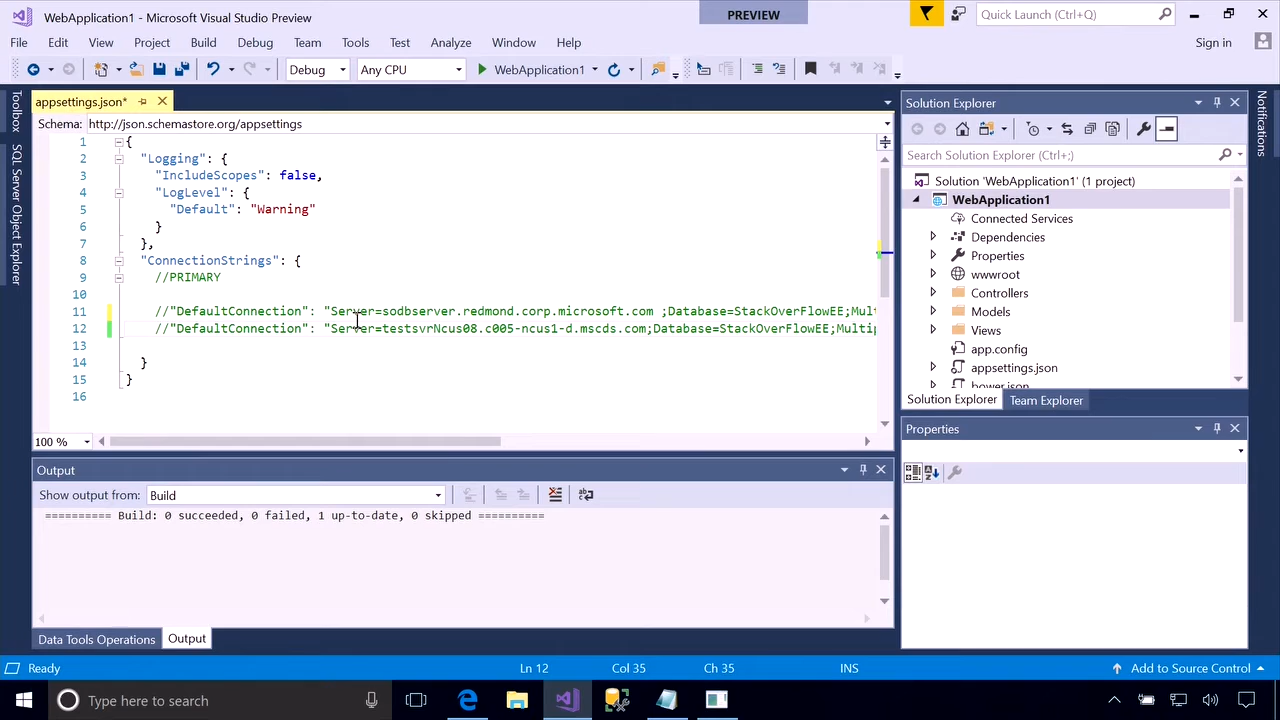 WebApplication1 - Microsoft Visual Studio Preview
PREVIEW
Quick Launch (Ctrl+Q)
File Edit View Project Build Debug Team Tools Test Analyze Window Help
Sign in
Debug Any CPU WebApplication1
Toolbox
SQL Server Object Explorer
appsettings.json*
Schema: http://json.schemastore.org/appsettings
1 {
2 "Logging": {
3 "IncludeScopes": false,
4 "LogLevel": {
5 "Default": "Warning"
6 }
7 },
8 "ConnectionStrings": {
9 //PRIMARY
10
11 //"DefaultConnection": "Server=sodbserver.redmond.corp.microsoft.com ;Database=StackOverFlowEE;Mult
12 //"DefaultConnection": "Server=testsvrNcus08.c005-ncus1-d.mscds.com;Database=StackOverFlowEE;Multip
13
14 }
15 }
16
100 %
Output
Show output from: Build
========== Build: 0 succeeded, 0 failed, 1 up-to-date, 0 skipped ==========
Data Tools Operations Output
Solution Explorer
Search Solution Explorer (Ctrl+;)
Solution 'WebApplication1' (1 project)
WebApplication1
Connected Services
Dependencies
Properties
wwwroot
Controllers
Models
Views
app.config
appsettings.json
bower.json
Solution Explorer Team Explorer
Properties
Notifications
Ready Ln 12 Col 35 Ch 35 INS Add to Source Control
Type here to search